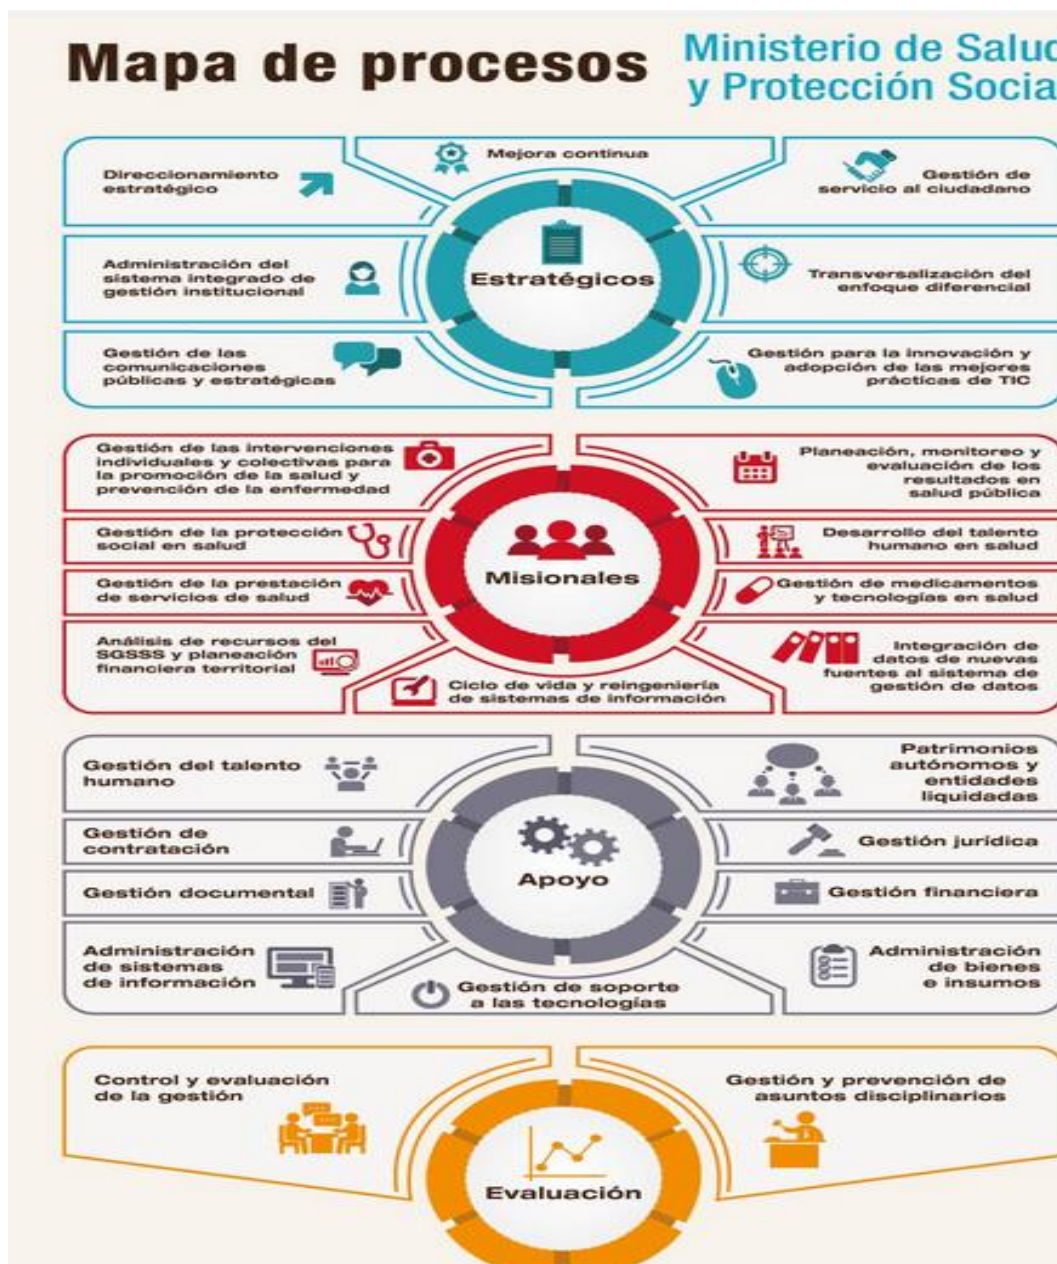 Mapa de procesos
Ministerio de Salud
y Protección Social
Direccionamiento
estratégico
Mejora continua
Gestión de
servicio al ciudadano
Administración del
sistema integrado de
gestión institucional
Estratégicos
Transversalización del
enfoque diferencial
Gestión de las
comunicaciones
públicas y estratégicas
Gestión para la innovación y
adopción de las mejores
prácticas de TIC
Gestión de las intervenciones
individuales y colectivas para
la promoción de la salud y
prevención de la enfermedad
Planeación, monitoreo y
evaluación de los
resultados en
salud pública
Gestión de la protección
social en salud
Desarrollo del talento
humano en salud
Misionales
Gestión de la prestación
de servicios de salud
Gestión de medicamentos
y tecnologías en salud
Análisis de recursos del
SGSSS y planeación
financiera territorial
Ciclo de vida y reingeniería
de sistemas de información
Integración de
datos de nuevas
fuentes al sistema de
gestión de datos
Gestión del talento
humano
Patrimonios
autónomos y
entidades
liquidadas
Gestión de
contratación
Gestión jurídica
Apoyo
Gestión documental
Gestión financiera
Administración
de sistemas
de información
Gestión de soporte
a las tecnologías
Administración
de bienes
e insumos
Control y evaluación
de la gestión
Gestión y prevención de
asuntos disciplinarios
Evaluación